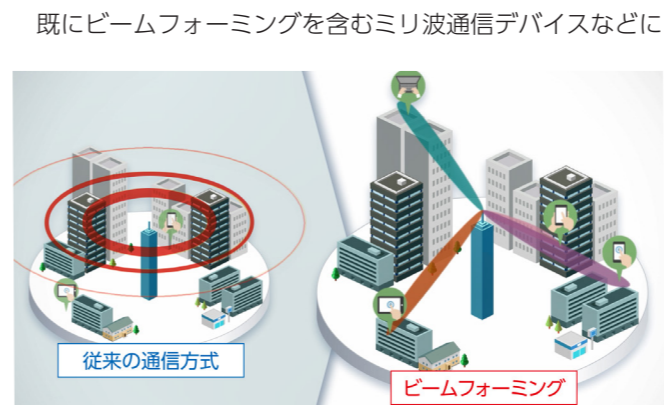 既にビームフォーミングを含むミリ波通信デバイスなどに
従来の通信方式
ビームフォーミング